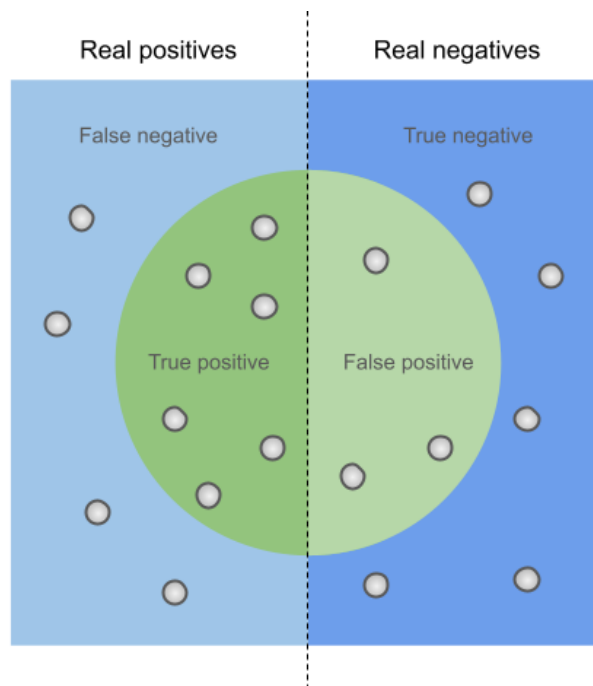 Real positives
Real negatives
False negative
True negative
True positive
False positive